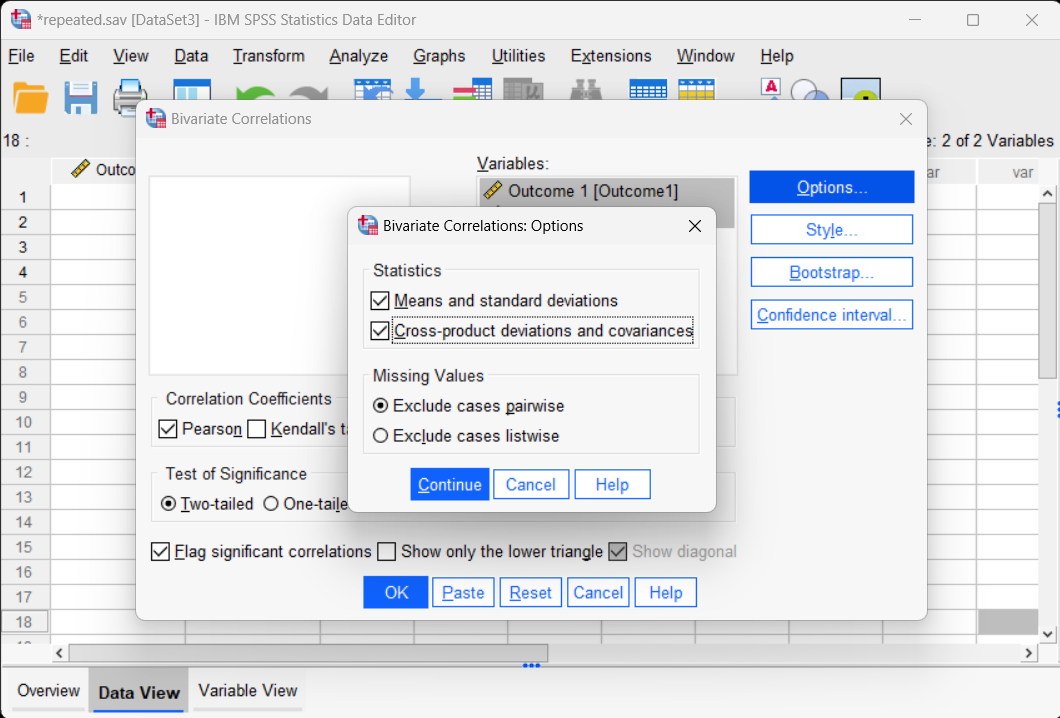 *repeated.sav [DataSet3] - IBM SPSS Statistics Data Editor
File Edit View Data Transform Analyze Graphs Utilities Extensions Window Help
A
Bivariate Correlations
18 :
2 of 2 Variables
var
Variables:
Outcome 1 [Outcome1]
Options...
Style...
Bootstrap...
Confidence interval...
Bivariate Correlations: Options
Statistics
Means and standard deviations
Cross-product deviations and covariances
Missing Values
Exclude cases pairwise
Exclude cases listwise
Continue Cancel Help
1
2
3
4
5
6
7
8
9
10
11
12
13
14
15
16
17
18
Correlation Coefficients
Pearson Kendall's
Test of Significance
Two-tailed
Flag significant correlations Show only the lower triangle Show diagonal
OK Paste Reset Cancel Help
Overview Data View Variable View